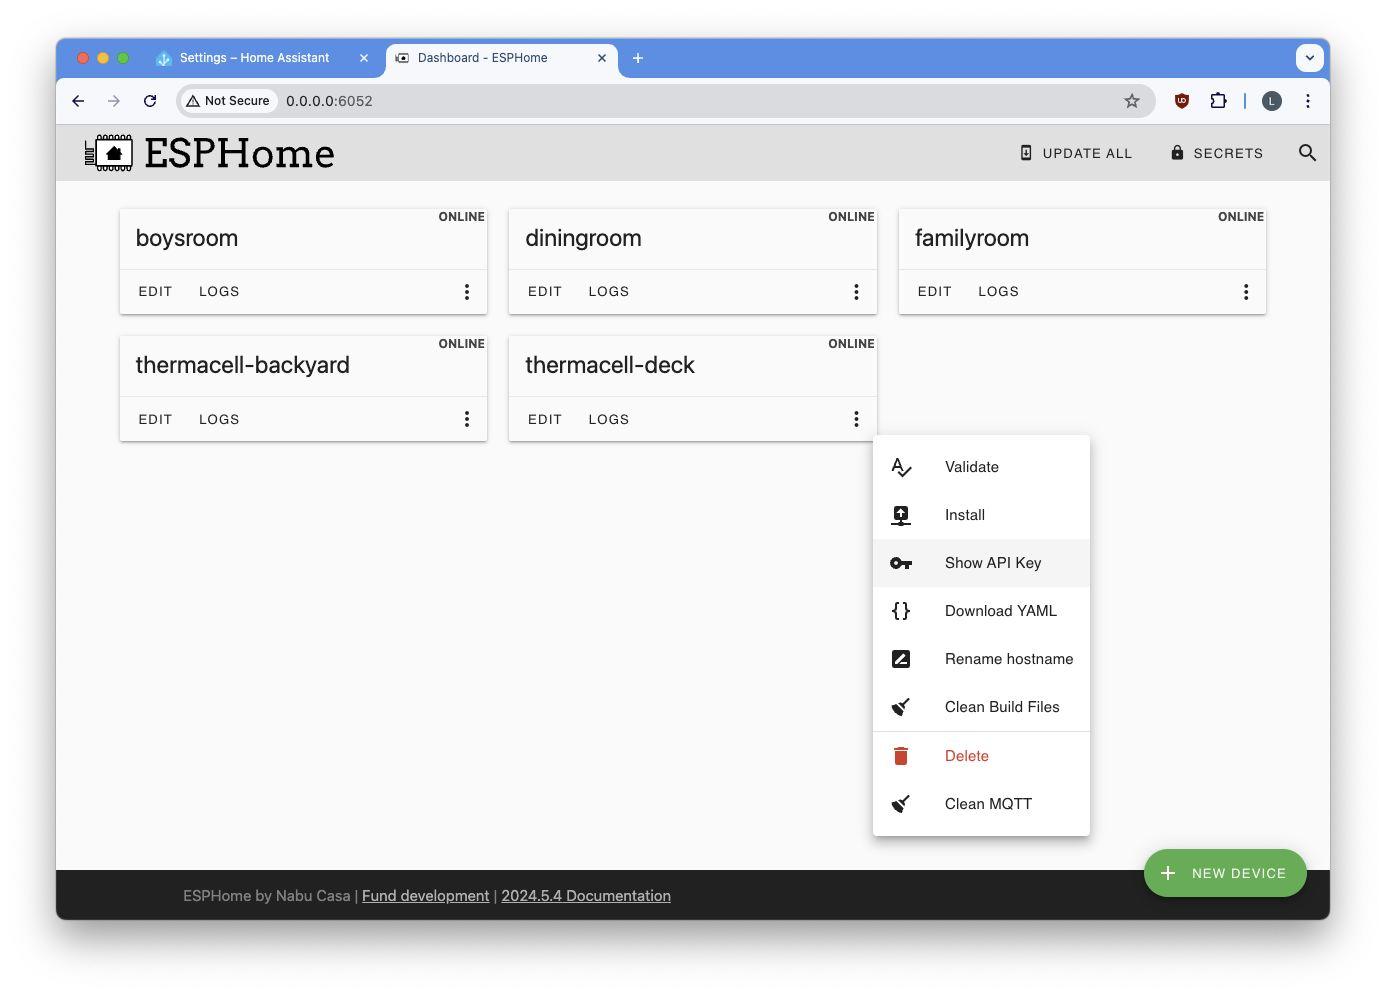 Settings – Home Assistant
Dashboard - ESPHome
Not Secure 0.0.0.0:6052
L
ESPHome
UPDATE ALL
SECRETS
ONLINE
boysroom
EDIT LOGS
ONLINE
diningroom
EDIT LOGS
ONLINE
familyroom
EDIT LOGS
ONLINE
thermacell-backyard
EDIT LOGS
ONLINE
thermacell-deck
EDIT LOGS
Validate
Install
Show API Key
Download YAML
Rename hostname
Clean Build Files
Delete
Clean MQTT
NEW DEVICE
ESPHome by Nabu Casa | Fund development | 2024.5.4 Documentation